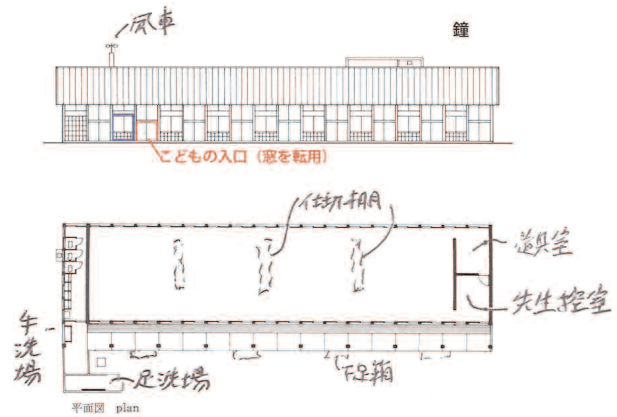 風車
鐘
こどもの入口（窓を転用）
仕切棚
道具室
先生控室
手洗場
足洗場
下足箱
平面図 plan